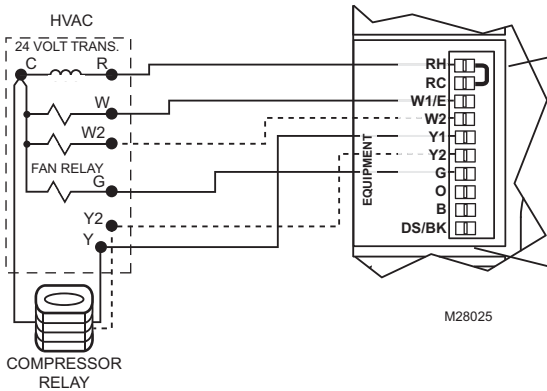 HVAC
24 VOLT TRANS.
C
R
W
W2
FAN RELAY
G
Y2
Y
COMPRESSOR
RELAY
EQUIPMENT
RH
RC
W1/E
W2
Y1
Y2
G
O
B
DS/BK
M28025